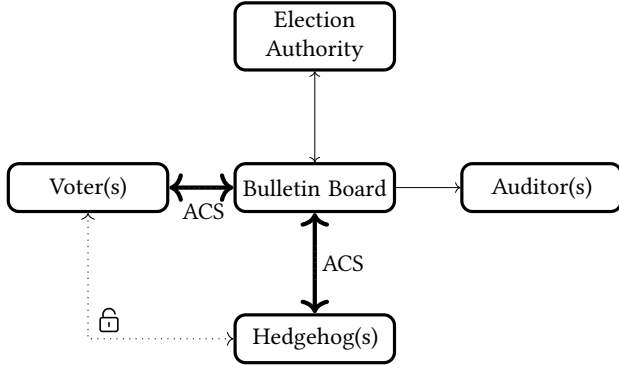 Election
Authority
Voter(s)
Bulletin Board
Auditor(s)
ACS
ACS
Hedgehog(s)